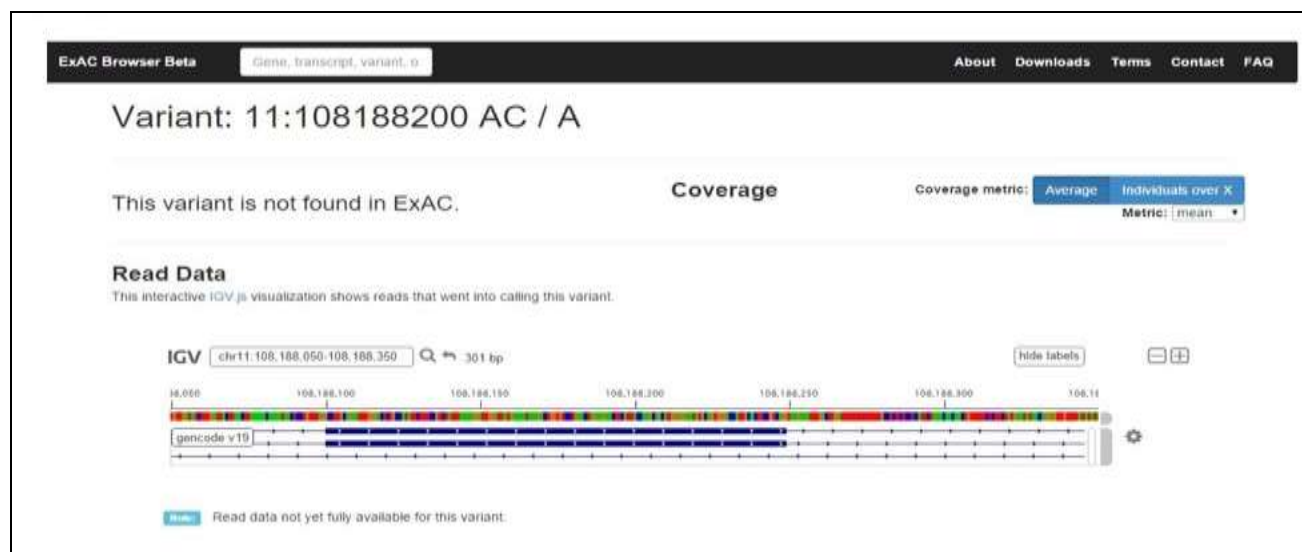 ExAC Browser Beta
Gene, transcript, variant, o
About Downloads Terms Contact FAQ
Variant: 11:108188200 AC / A
This variant is not found in ExAC.
Coverage
Coverage metric: Average Individuals over X
Metric: mean
Read Data
This interactive IGV.js visualization shows reads that went into calling this variant.
IGV chr11:108,188,050-108,188,350 301 bp
hide labels
108,188,100 108,188,150 108,188,200 108,188,250 108,188,300
gencode v19
Note: Read data not yet fully available for this variant.